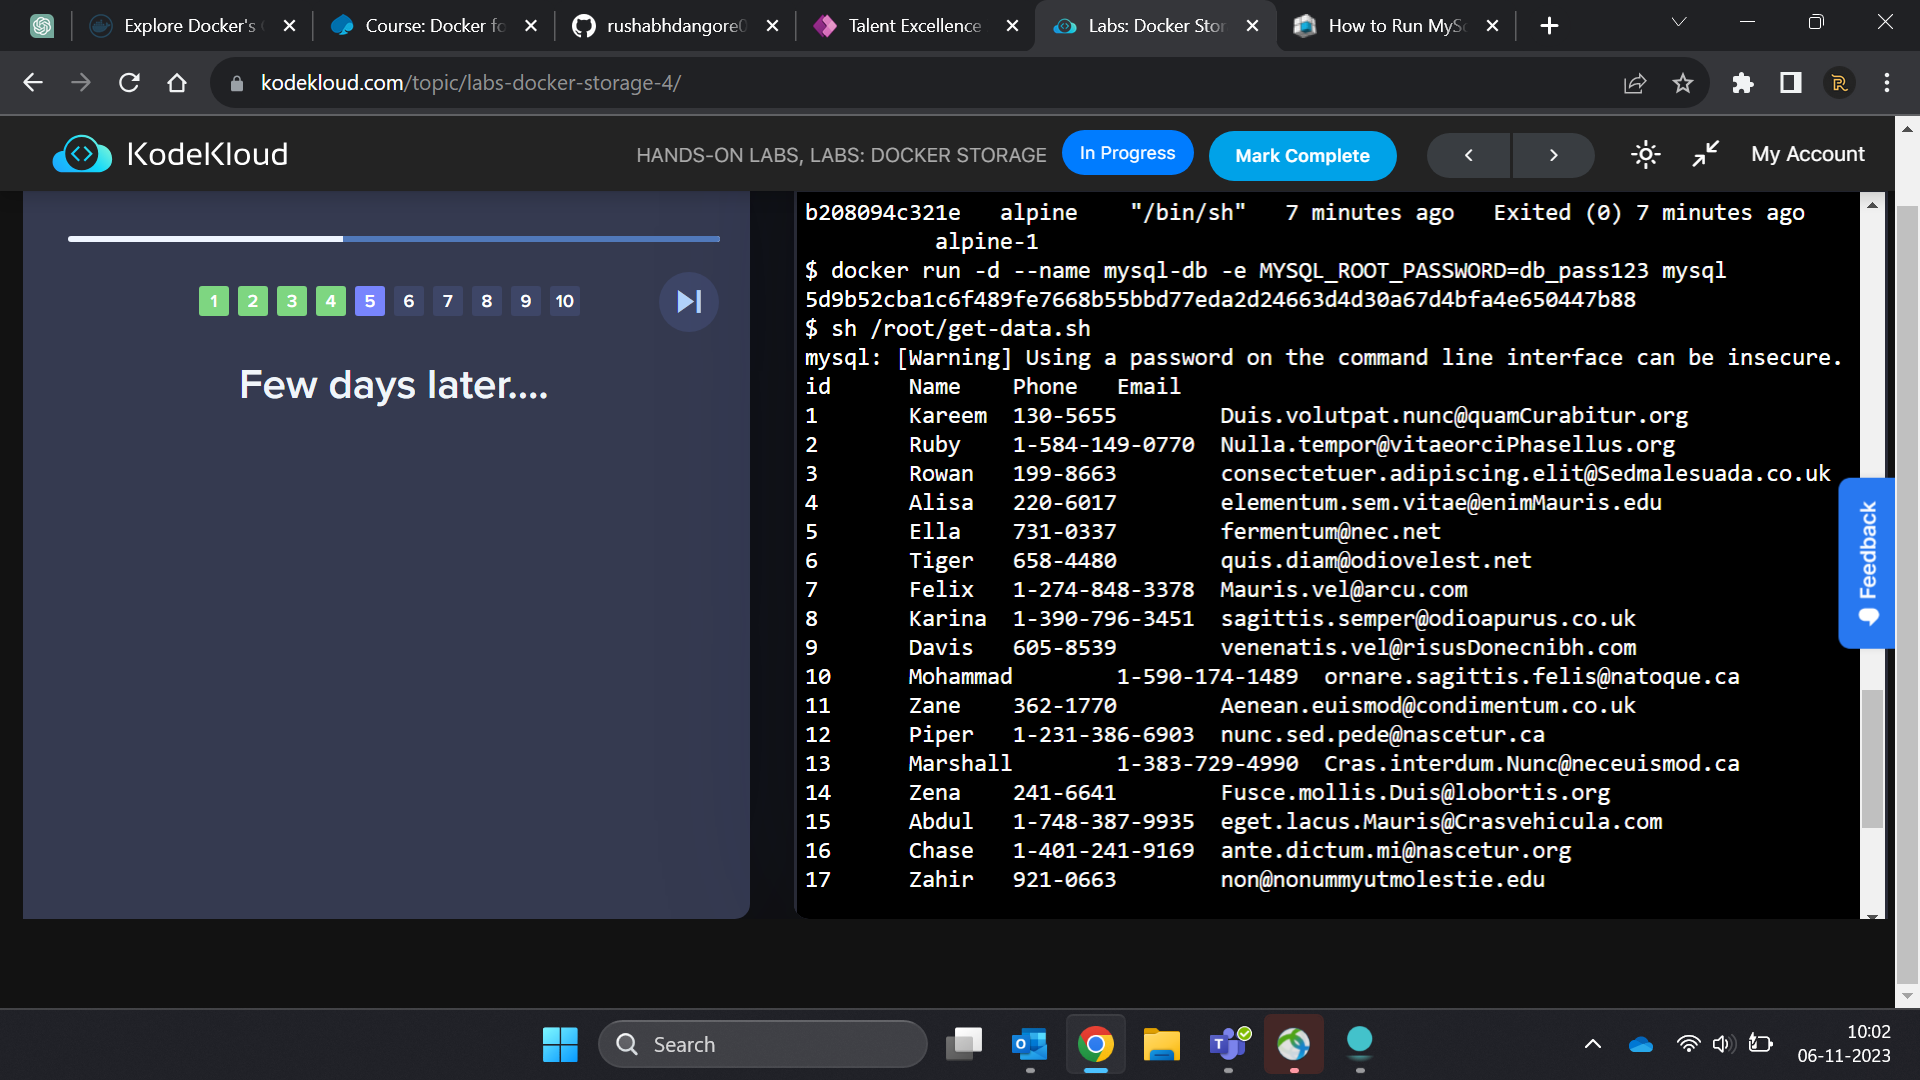 Explore Docker's
Course: Docker fo
rushabhdangore0
Talent Excellence
Labs: Docker Stor
How to Run MySQ
kodekloud.com/topic/labs-docker-storage-4/
KodeKloud
HANDS-ON LABS, LABS: DOCKER STORAGE
In Progress
Mark Complete
My Account
1 2 3 4 5 6 7 8 9 10
Few days later....
b208094c321e alpine "/bin/sh" 7 minutes ago Exited (0) 7 minutes ago
alpine-1
$ docker run -d --name mysql-db -e MYSQL_ROOT_PASSWORD=db_pass123 mysql
5d9b52cba1c6f489fe7668b55bbd77eda2d24663d4d30a67d4bfa4e650447b88
$ sh /root/get-data.sh
mysql: [Warning] Using a password on the command line interface can be insecure.
id Name Phone Email
1 Kareem 130-5655 Duis.volutpat.nunc@quamCurabitur.org
2 Ruby 1-584-149-0770 Nulla.tempor@vitaeorciPhasellus.org
3 Rowan 199-8663 consectetuer.adipiscing.elit@Sedmalesuada.co.uk
4 Alisa 220-6017 elementum.sem.vitae@enimMauris.edu
5 Ella 731-0337 fermentum@nec.net
6 Tiger 658-4480 quis.diam@odiovelest.net
7 Felix 1-274-848-3378 Mauris.vel@arcu.com
8 Karina 1-390-796-3451 sagittis.semper@odioapurus.co.uk
9 Davis 605-8539 venenatis.vel@risusDonecnibh.com
10 Mohammad 1-590-174-1489 ornare.sagittis.felis@natoque.ca
11 Zane 362-1770 Aenean.euismod@condimentum.co.uk
12 Piper 1-231-386-6903 nunc.sed.pede@nascetur.ca
13 Marshall 1-383-729-4990 Cras.interdum.Nunc@neceuismod.ca
14 Zena 241-6641 Fusce.mollis.Duis@lobortis.org
15 Abdul 1-748-387-9935 eget.lacus.Mauris@Crasvehicula.com
16 Chase 1-401-241-9169 ante.dictum.mi@nascetur.org
17 Zahir 921-0663 non@nonummyutmolestie.edu
Feedback
Search
10:02
06-11-2023